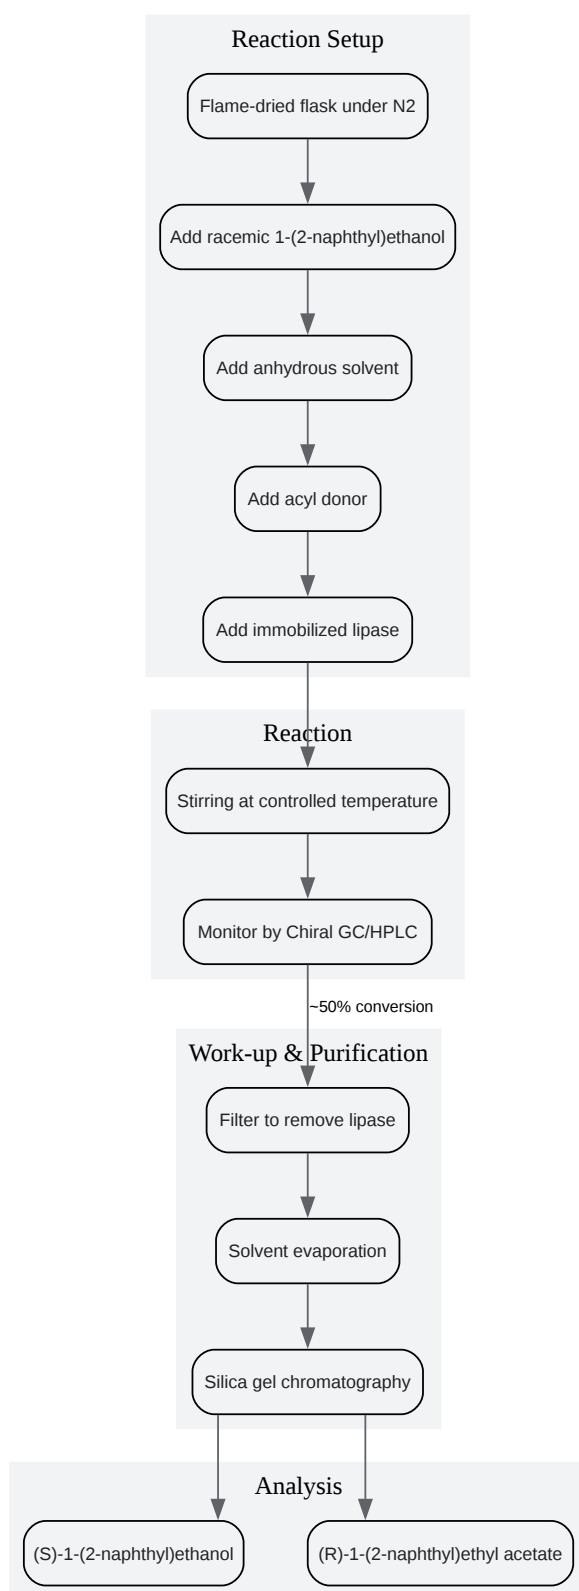 Reaction Setup
Flame-dried flask under N2
Add racemic 1-(2-naphthyl)ethanol
Add anhydrous solvent
Add acyl donor
Add immobilized lipase
Reaction
Stirring at controlled temperature
Monitor by Chiral GC/HPLC
~50% conversion
Work-up & Purification
Filter to remove lipase
Solvent evaporation
Silica gel chromatography
Analysis
(S)-1-(2-naphthyl)ethanol
(R)-1-(2-naphthyl)ethyl acetate